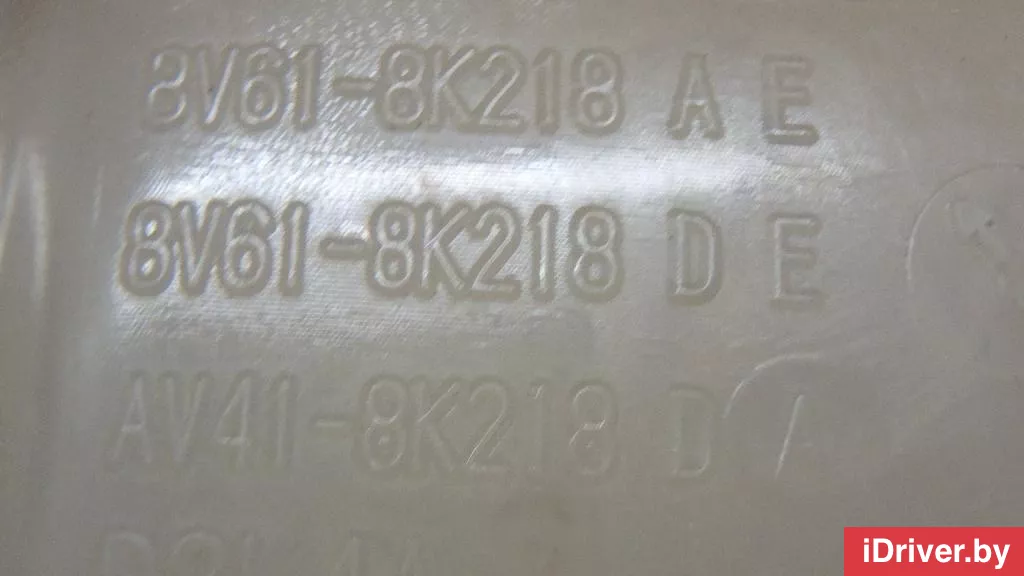 8V61-8K218 A E
8V61-8K218 D E
AV41-8K218 D
iDriver.by